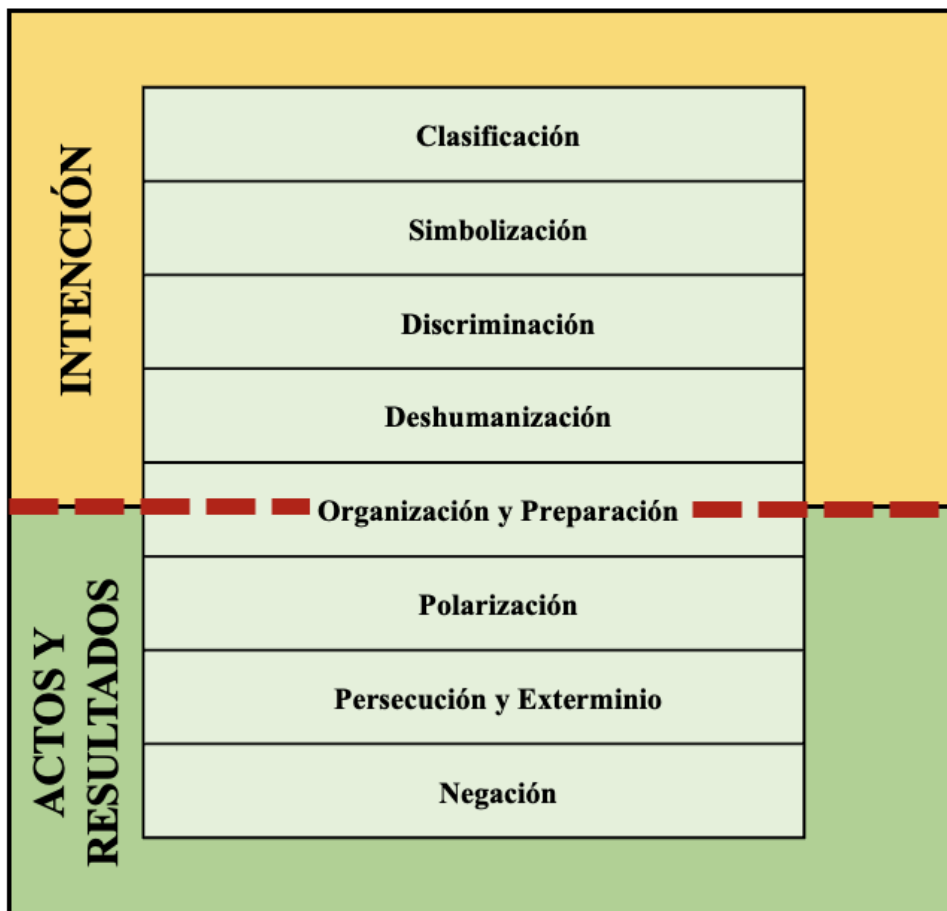 INTENCIÓN
Clasificación
Simbolización
Discriminación
Deshumanización
Organización y Preparación
ACTOS Y
RESULTADOS
Polarización
Persecución y Exterminio
Negación